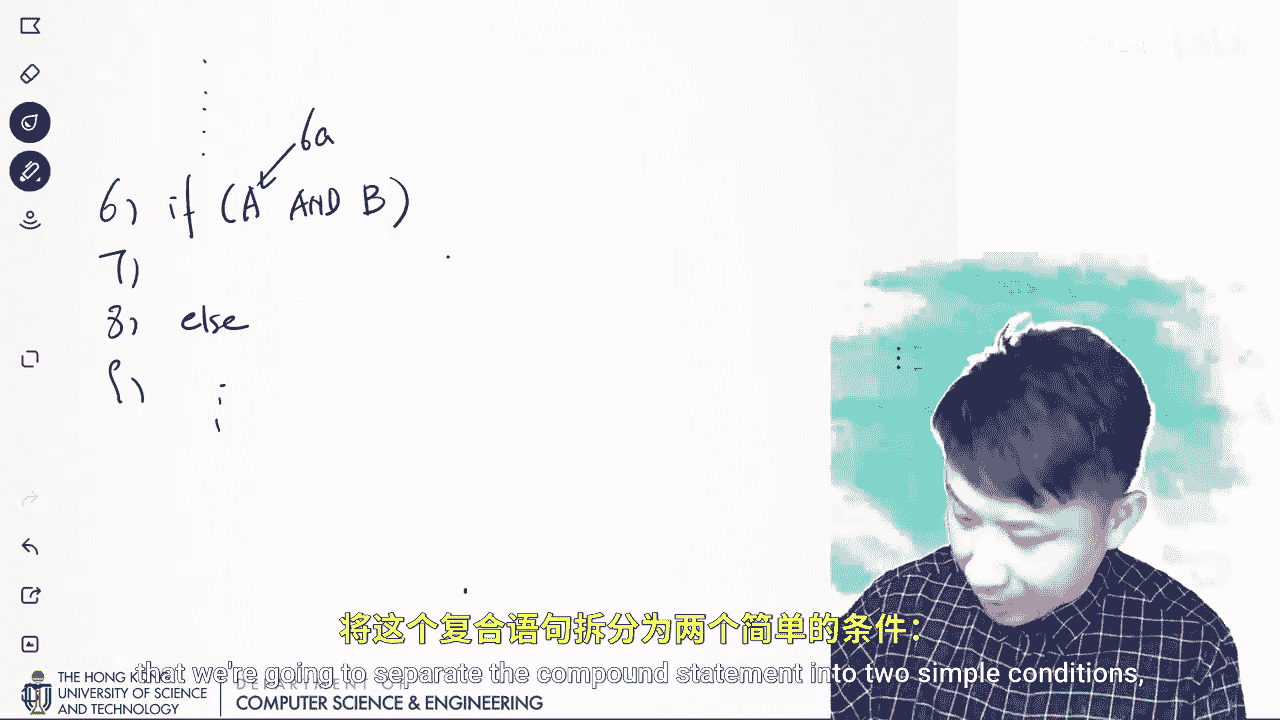 6a
6) if (A AND B)
7)
8) else
将这个复合语句拆分为两个简单的条件：
that we're going to separate the compound statement into two simple conditions,
THE HONG KONG
UNIVERSITY OF SCIENCE
AND TECHNOLOGY
DEPARTMENT OF
COMPUTER SCIENCE & ENGINEERING